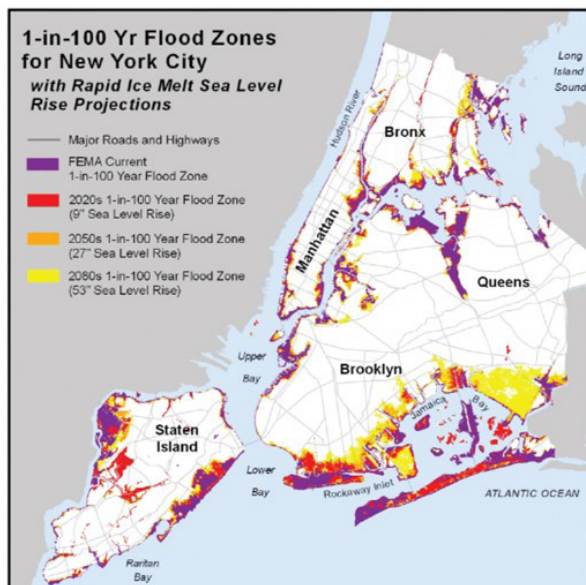 1-in-100 Yr Flood Zones
for New York City
with Rapid Ice Melt Sea Level
Rise Projections
Major Roads and Highways
FEMA Current
1-in-100 Year Flood Zone
2020s 1-in-100 Year Flood Zone
(9" Sea Level Rise)
2050s 1-in-100 Year Flood Zone
(27" Sea Level Rise)
2080s 1-in-100 Year Flood Zone
(53" Sea Level Rise)
Long
Island
Sound
Hudson River
Bronx
Manhattan
Queens
Upper
Bay
Brooklyn
Jamaica
Bay
Staten
Island
Lower
Bay
Rockaway Inlet
ATLANTIC OCEAN
Raritan
Bay